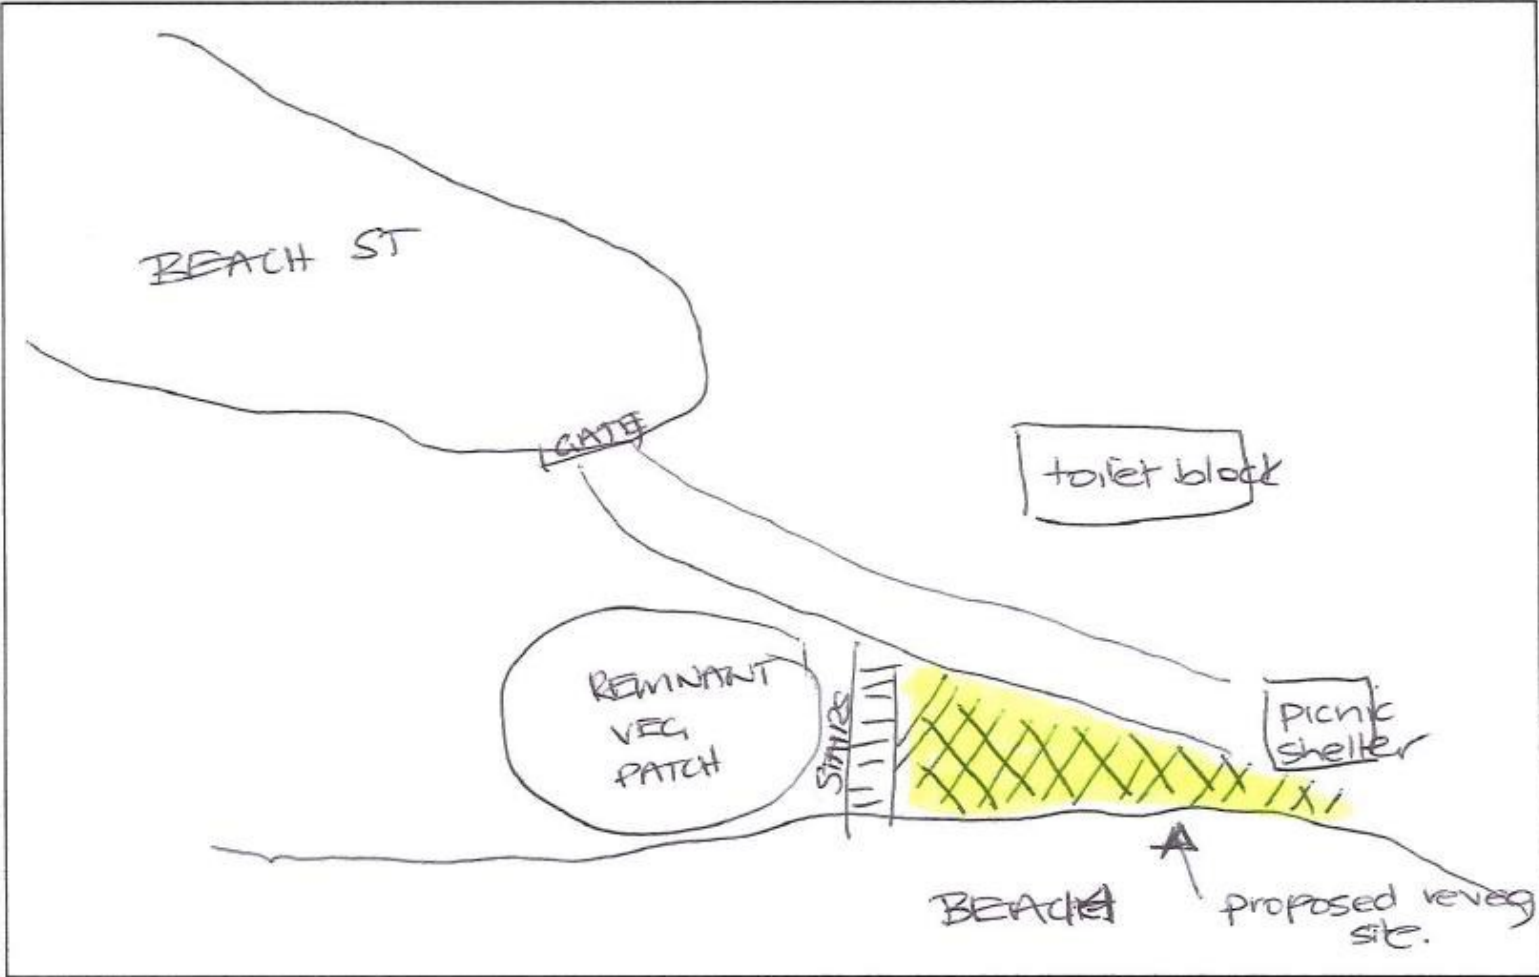 BEACH ST
GATE
toilet block
REMNANT
VEG
PATCH
STAIRS
picnic
shelter
BEACH
proposed reveg
site.